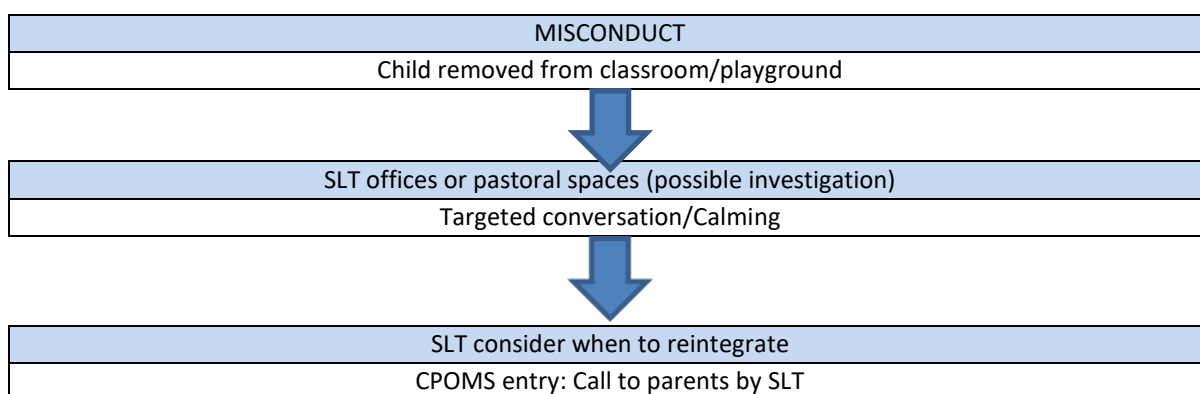 MISCONDUCT
Child removed from classroom/playground
SLT offices or pastoral spaces (possible investigation)
Targeted conversation/Calming
SLT consider when to reintegrate
CPOMS entry: Call to parents by SLT